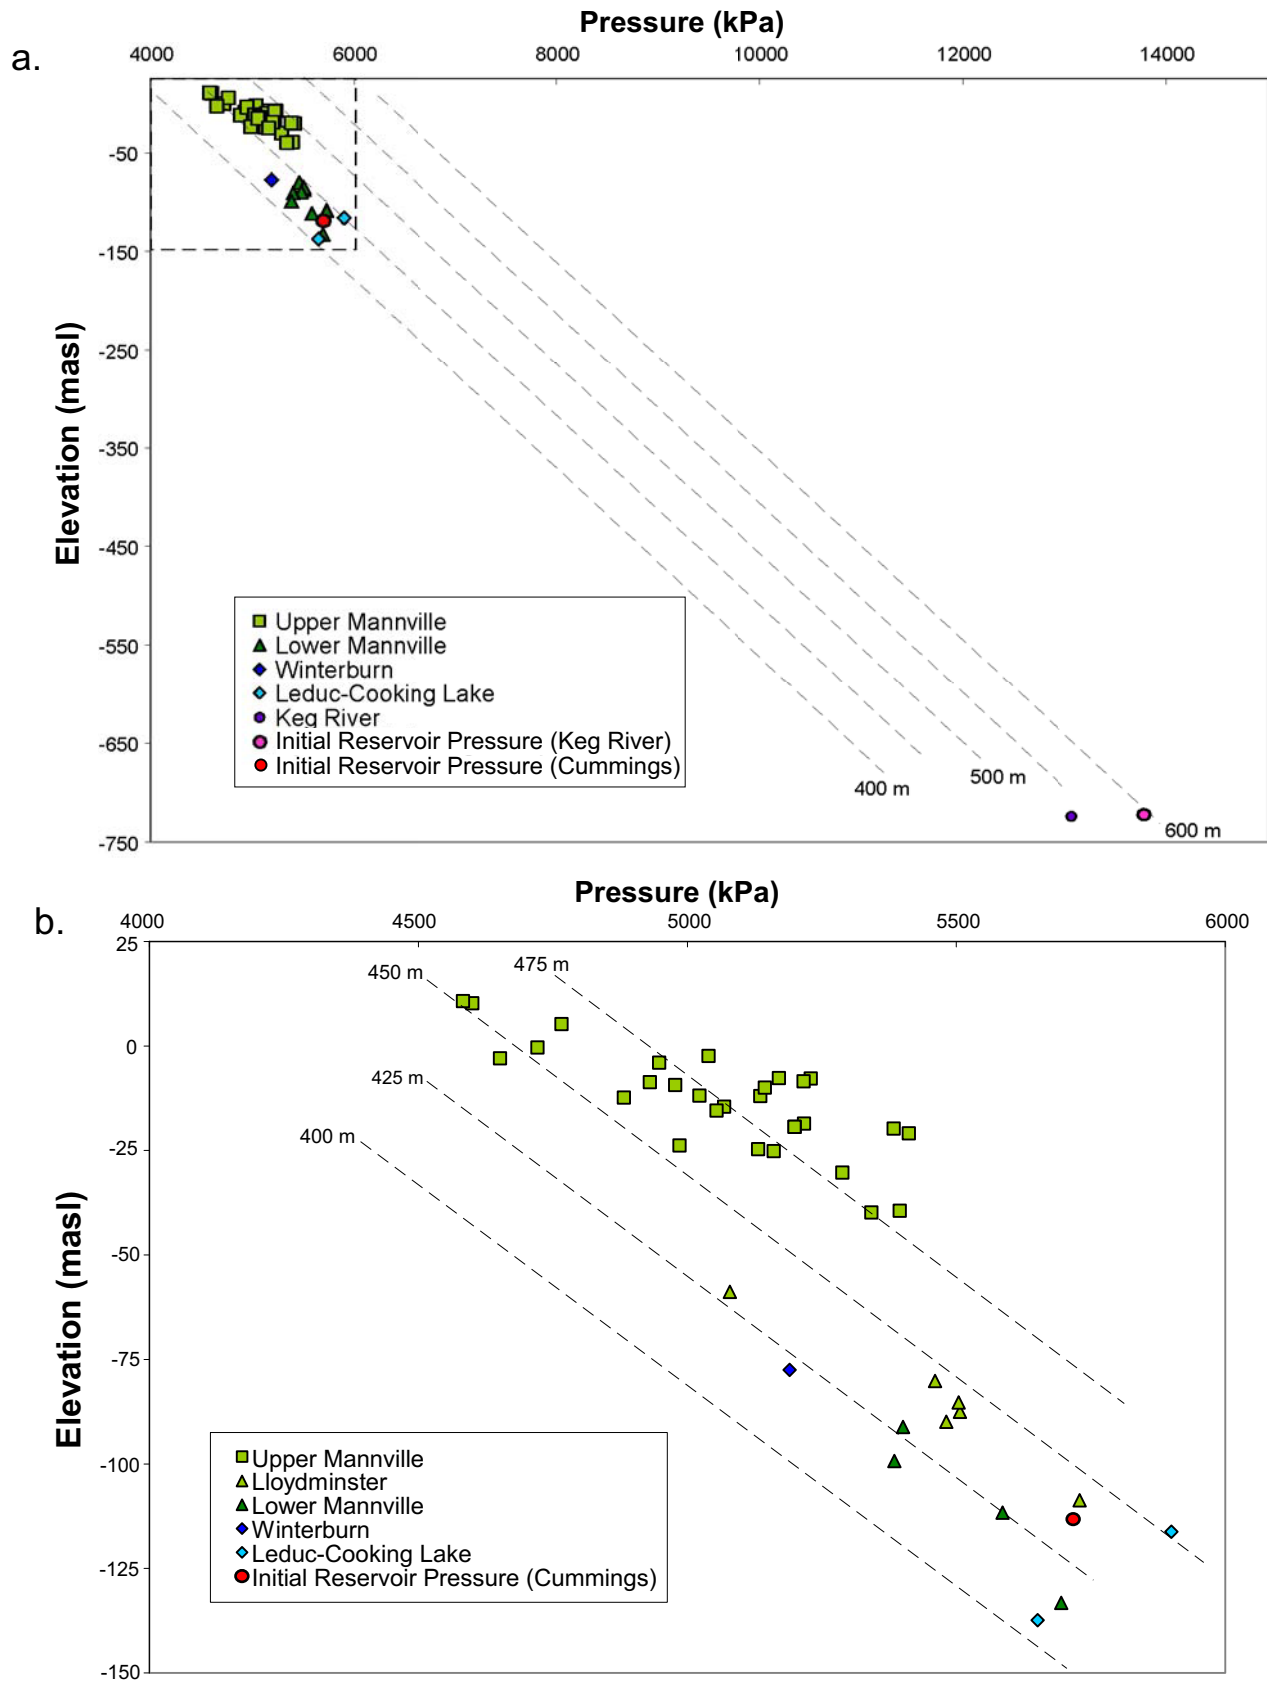 Pressure (kPa)
a.
4000 6000 8000 10000 12000 14000
-50
-150
-250
-350
-450
-550
-650
-750
Elevation (masl)
Upper Mannville
Lower Mannville
Winterburn
Leduc-Cooking Lake
Keg River
Initial Reservoir Pressure (Keg River)
Initial Reservoir Pressure (Cummings)
400 m
500 m
600 m
Pressure (kPa)
b.
4000 4500 5000 5500 6000
25
0
-25
-50
-75
-100
-125
-150
Elevation (masl)
450 m
475 m
425 m
400 m
Upper Mannville
Lloydminster
Lower Mannville
Winterburn
Leduc-Cooking Lake
Initial Reservoir Pressure (Cummings)